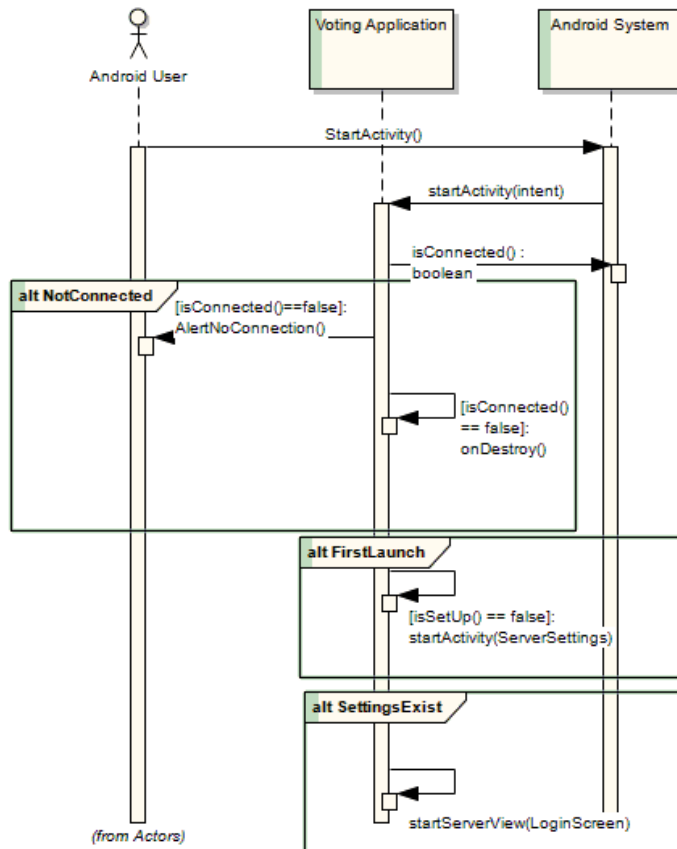 Voting Application
Android System
Android User
StartActivity()
startActivity(intent)
isConnected() :
boolean
alt NotConnected
[isConnected()==false]:
AlertNoConnection()
[isConnected()
== false]:
onDestroy()
alt FirstLaunch
[isSetUp() == false]:
startActivity(ServerSettings)
alt SettingsExist
startServerView(LoginScreen)
(from Actors)